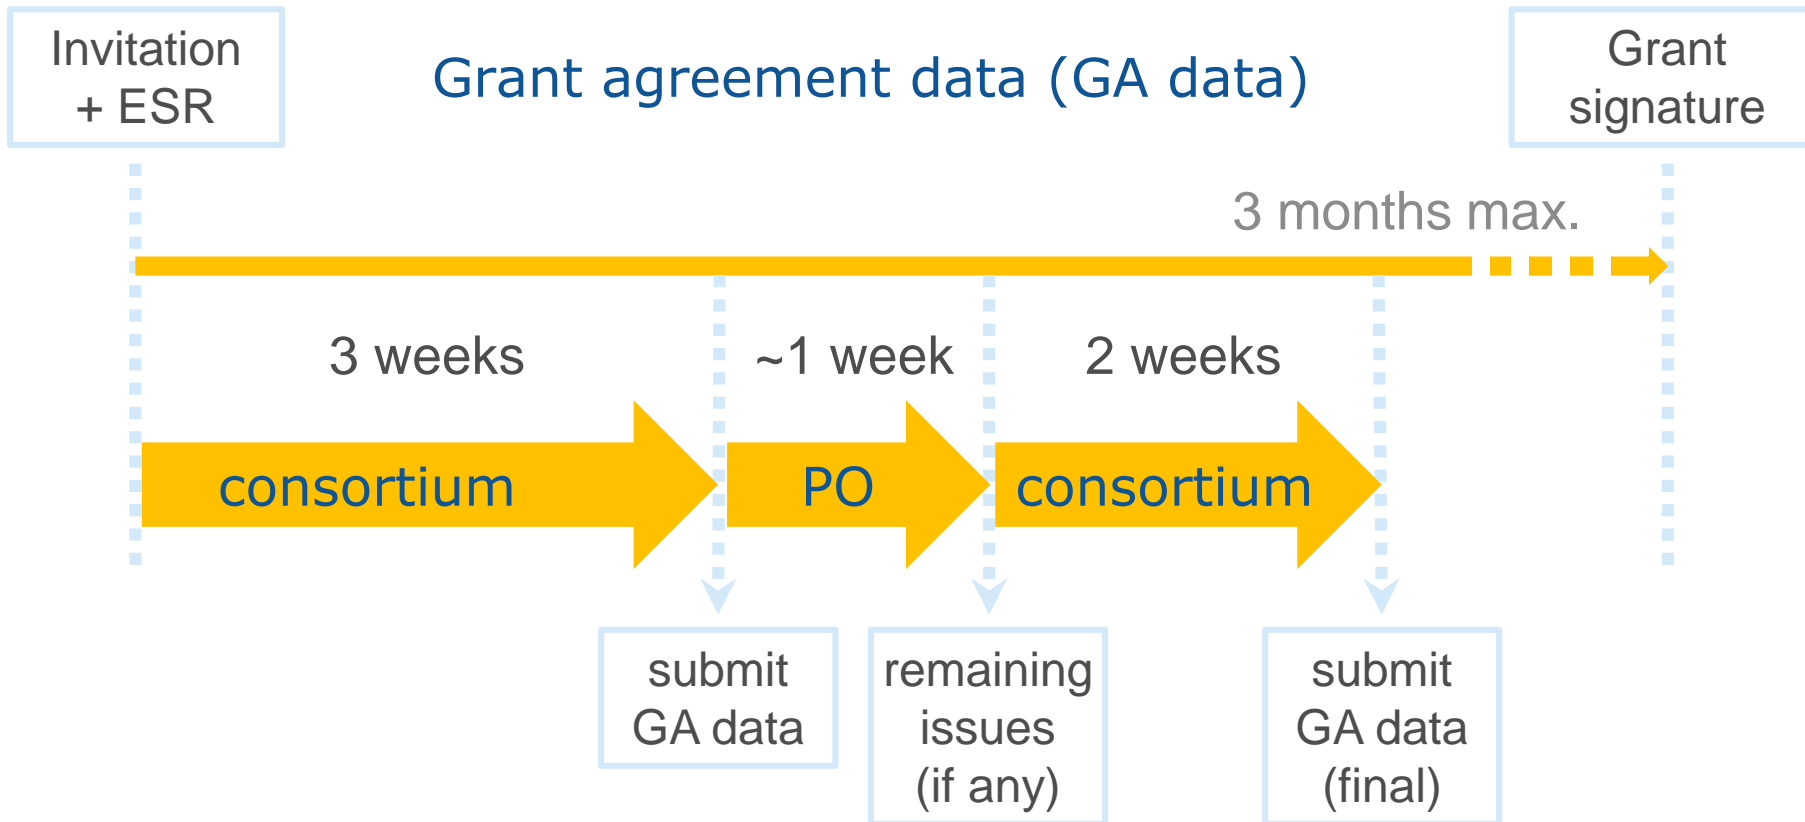 Invitation
+ ESR
Grant agreement data (GA data)
Grant
signature
3 months max.
3 weeks
~1 week
2 weeks
consortium
PO
consortium
submit
GA data
remaining
issues
(if any)
submit
GA data
(final)